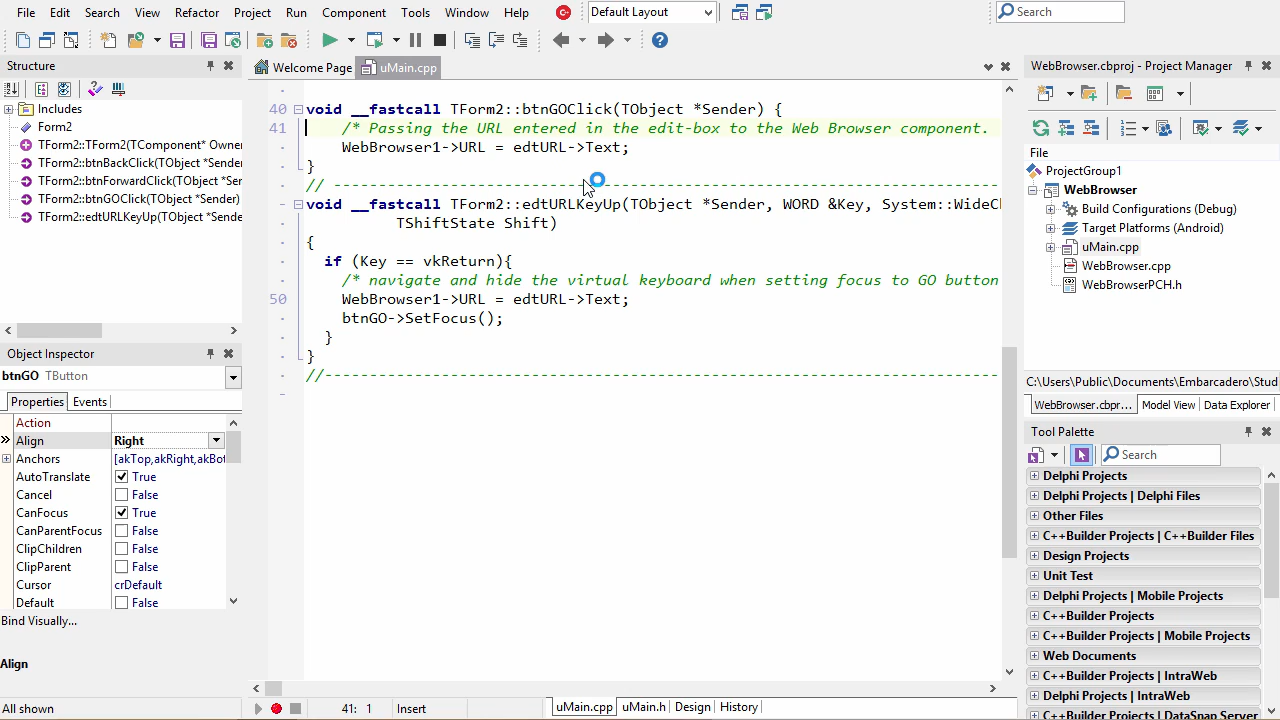 File Edit Search View Refactor Project Run Component Tools Window Help Default Layout Search
Structure
Includes
Form2
TForm2::TForm2(TComponent* Owner
TForm2::btnBackClick(TObject *Sender
TForm2::btnForwardClick(TObject *Ser
TForm2::btnGOClick(TObject *Sender)
TForm2::edtURLKeyUp(TObject *Sende
Object Inspector
btnGO TButton
Properties Events
Action
Align Right
Anchors [akTop,akRight,akBot
AutoTranslate True
Cancel False
CanFocus True
CanParentFocus False
ClipChildren False
ClipParent False
Cursor crDefault
Default False
Bind Visually...
Align
All shown
Welcome Page uMain.cpp
40 void __fastcall TForm2::btnGOClick(TObject *Sender) {
41 /* Passing the URL entered in the edit-box to the Web Browser component.
WebBrowser1->URL = edtURL->Text;
}
// --------------------------------------------------------------------------
void __fastcall TForm2::edtURLKeyUp(TObject *Sender, WORD &Key, System::WideCh
TShiftState Shift)
{
if (Key == vkReturn){
/* navigate and hide the virtual keyboard when setting focus to GO button
50 WebBrowser1->URL = edtURL->Text;
btnGO->SetFocus();
}
}
//---------------------------------------------------------------------------
41: 1 Insert uMain.cpp uMain.h Design History
WebBrowser.cbproj - Project Manager
File
ProjectGroup1
WebBrowser
Build Configurations (Debug)
Target Platforms (Android)
uMain.cpp
WebBrowser.cpp
WebBrowserPCH.h
C:\Users\Public\Documents\Embarcadero\Stud
WebBrowser.cbpr... Model View Data Explorer
Tool Palette
Search
Delphi Projects
Delphi Projects | Delphi Files
Other Files
C++Builder Projects | C++Builder Files
Design Projects
Unit Test
Delphi Projects | Mobile Projects
C++Builder Projects
C++Builder Projects | Mobile Projects
Web Documents
C++Builder Projects | IntraWeb
Delphi Projects | IntraWeb
C++Builder Projects | DataSnap Server